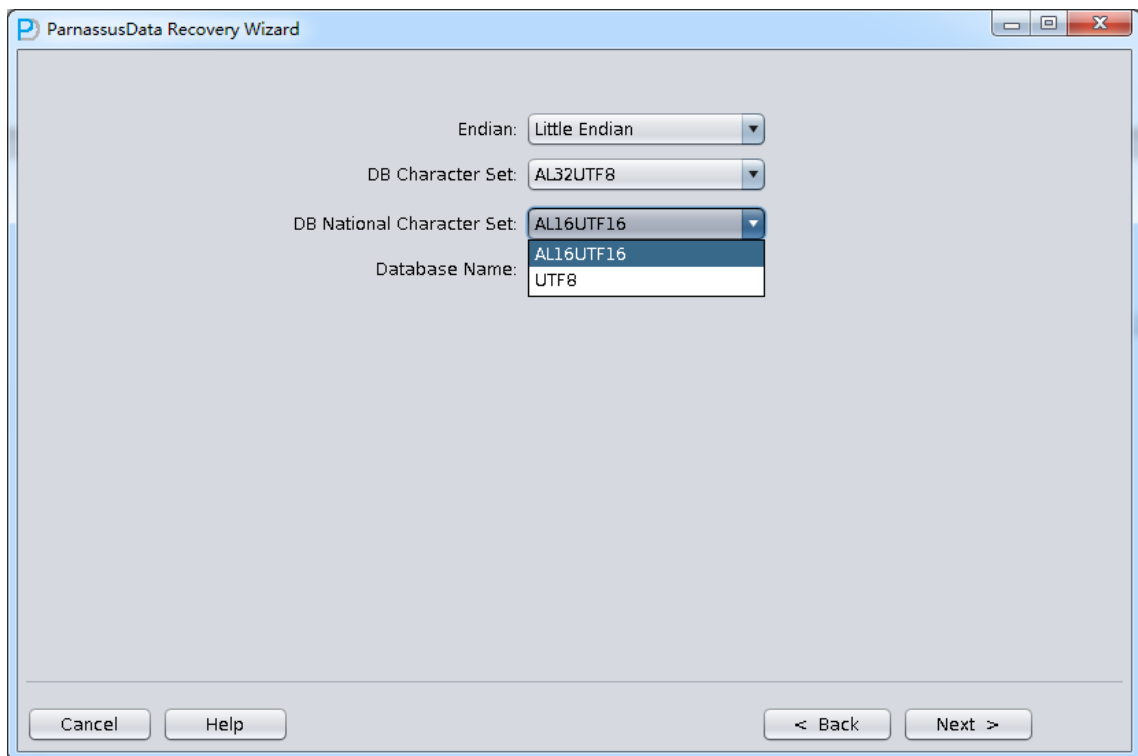 ParnassusData Recovery Wizard
Endian: Little Endian
DB Character Set: AL32UTF8
DB National Character Set: AL16UTF16
AL16UTF16
Database Name:
UTF8
Cancel Help < Back Next >